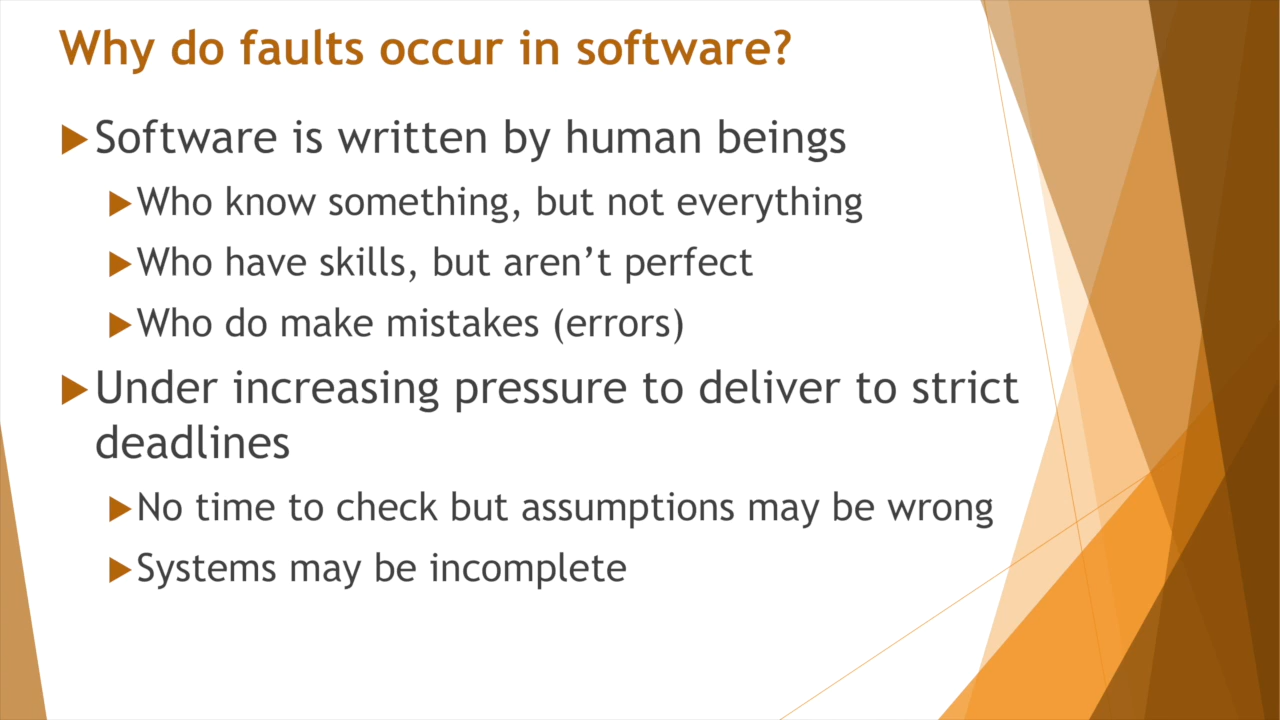 Why do faults occur in software?
Software is written by human beings
Who know something, but not everything
Who have skills, but aren’t perfect
Who do make mistakes (errors)
Under increasing pressure to deliver to strict
deadlines
No time to check but assumptions may be wrong
Systems may be incomplete